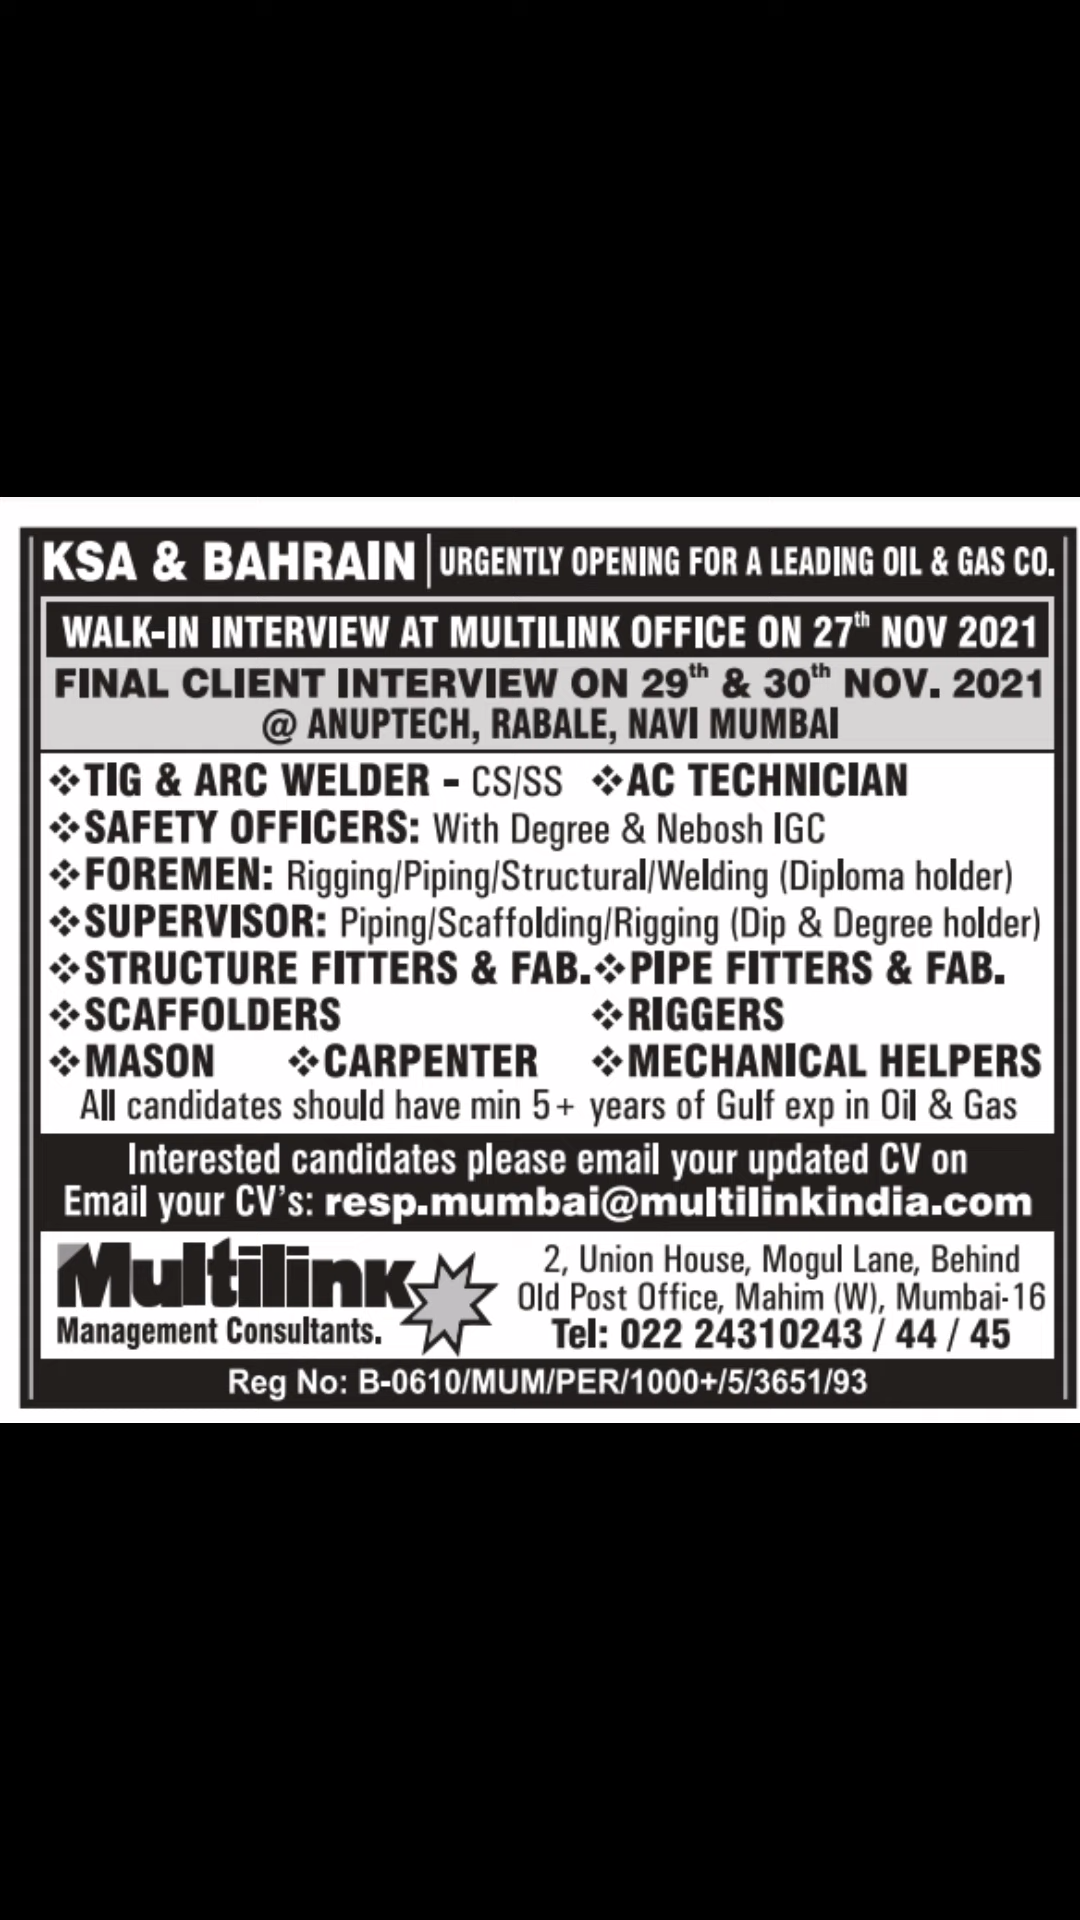 KSA & BAHRAIN | URGENTLY OPENING FOR A LEADING OIL & GAS CO.
WALK-IN INTERVIEW AT MULTILINK OFFICE ON 27th NOV 2021
FINAL CLIENT INTERVIEW ON 29th & 30th NOV. 2021
@ ANUPTECH, RABALE, NAVI MUMBAI
❖TIG & ARC WELDER - CS/SS ❖AC TECHNICIAN
❖SAFETY OFFICERS: With Degree & Nebosh IGC
❖FOREMEN: Rigging/Piping/Structural/Welding (Diploma holder)
❖SUPERVISOR: Piping/Scaffolding/Rigging (Dip & Degree holder)
❖STRUCTURE FITTERS & FAB. ❖PIPE FITTERS & FAB.
❖SCAFFOLDERS ❖RIGGERS
❖MASON ❖CARPENTER ❖MECHANICAL HELPERS
All candidates should have min 5+ years of Gulf exp in Oil & Gas
Interested candidates please email your updated CV on
Email your CV's: resp.mumbai@multilinkindia.com
Multilink
Management Consultants.
2, Union House, Mogul Lane, Behind
Old Post Office, Mahim (W), Mumbai-16
Tel: 022 24310243 / 44 / 45
Reg No: B-0610/MUM/PER/1000+/5/3651/93